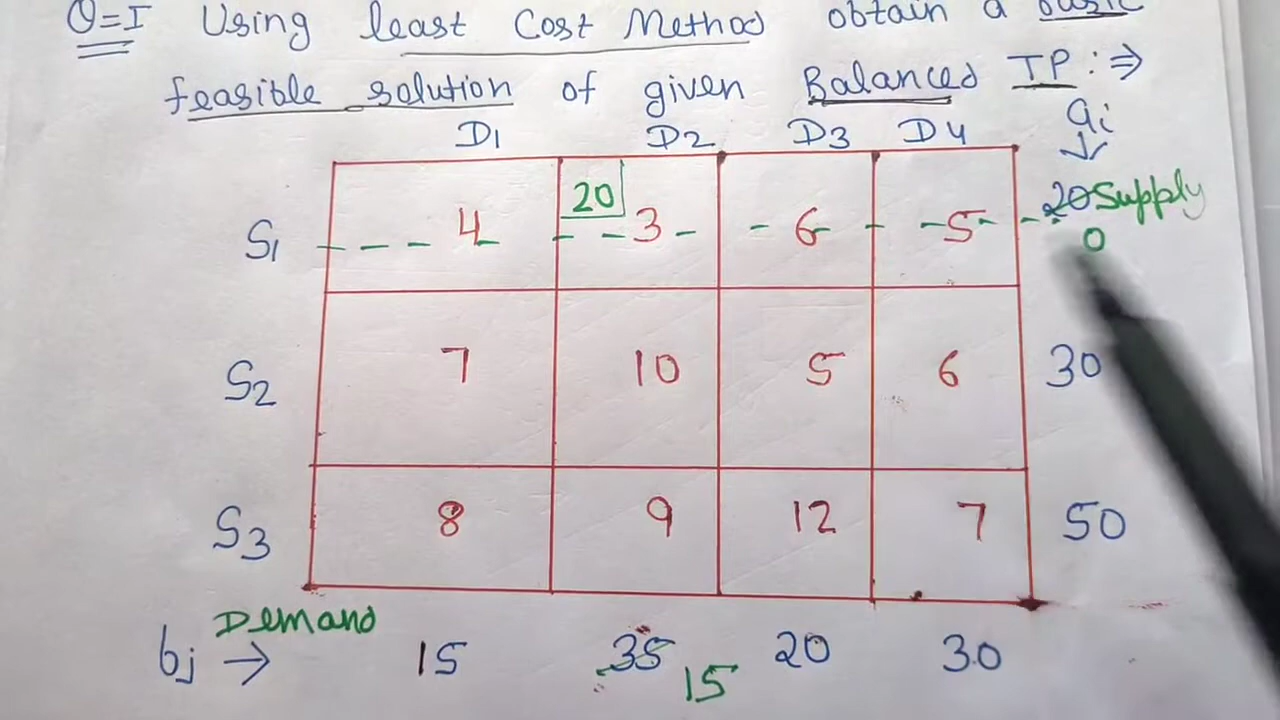 Q=I Using least Cost Method obtain a basic
feasible solution of given Balanced TP :⇒
D1 D2 D3 D4 ai ↓
S1 4 20 3 6 5 20 Supply
0
S2 7 10 5 6 30
S3 8 9 12 7 50
Demand
bj → 15 35 15 20 30